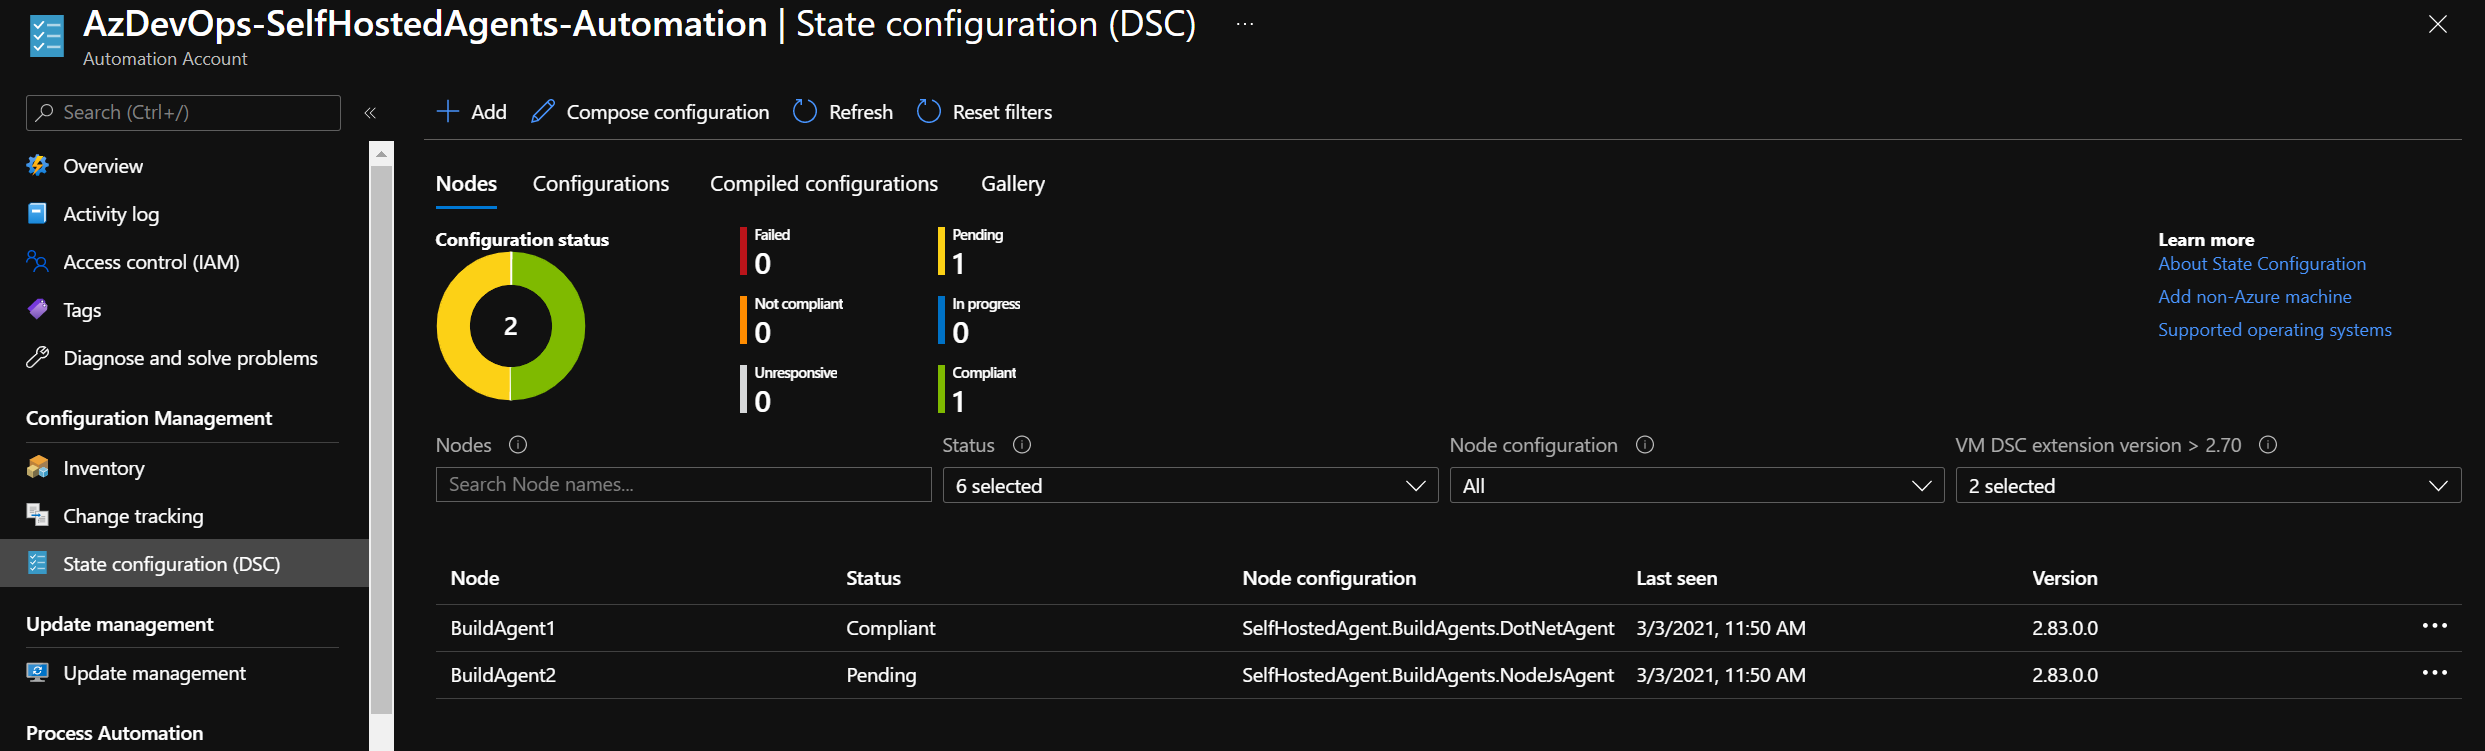 AzDevOps-SelfHostedAgents-Automation | State configuration (DSC) ...
Automation Account
Search (Ctrl+/)
«
Overview
Activity log
Access control (IAM)
Tags
Diagnose and solve problems
Configuration Management
Inventory
Change tracking
State configuration (DSC)
Update management
Update management
Process Automation
Add
Compose configuration
Refresh
Reset filters
Nodes
Configurations
Compiled configurations
Gallery
Configuration status
2
Failed
0
Pending
1
Not compliant
0
In progress
0
Unresponsive
0
Compliant
1
Learn more
About State Configuration
Add non-Azure machine
Supported operating systems
Nodes
Search Node names...
Status
6 selected
Node configuration
All
VM DSC extension version > 2.70
2 selected
Node Status Node configuration Last seen Version
BuildAgent1 Compliant SelfHostedAgent.BuildAgents.DotNetAgent 3/3/2021, 11:50 AM 2.83.0.0 ...
BuildAgent2 Pending SelfHostedAgent.BuildAgents.NodeJsAgent 3/3/2021, 11:50 AM 2.83.0.0 ...